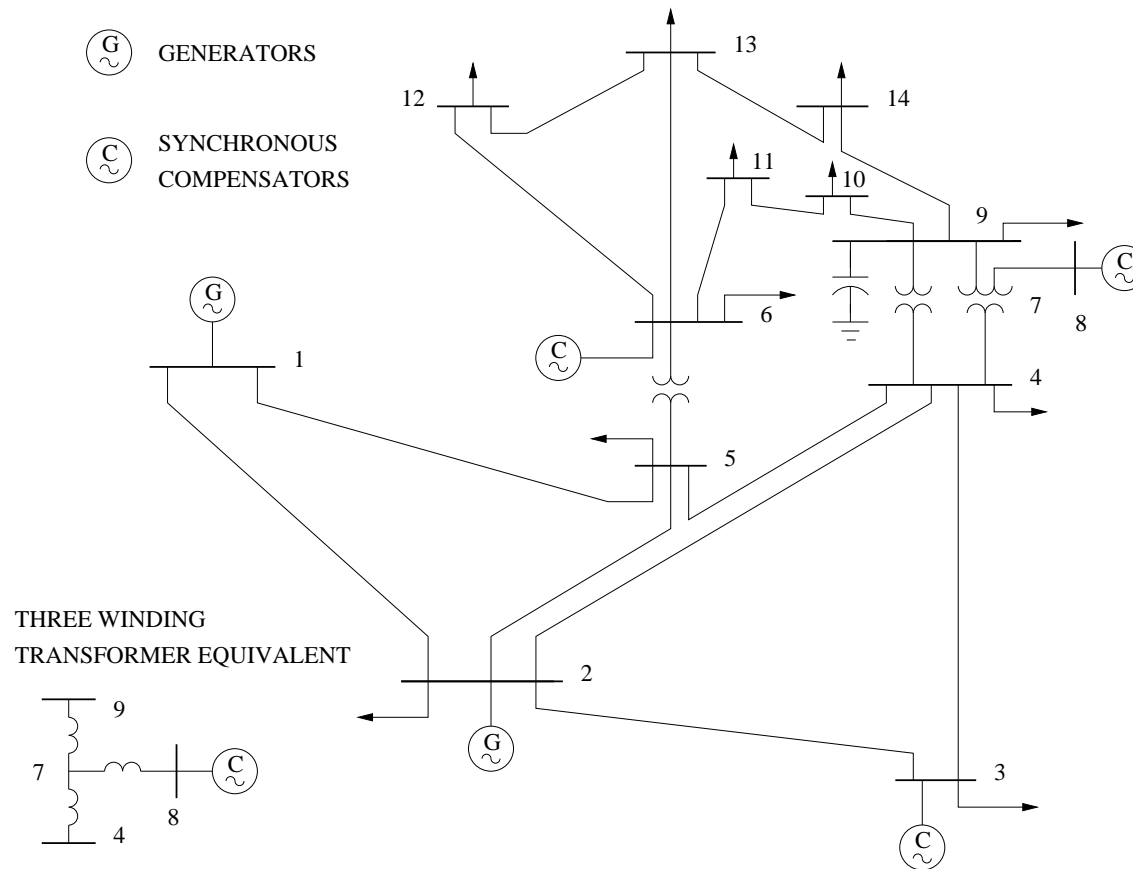 G
GENERATORS
C
SYNCHRONOUS
COMPENSATORS
13
12
14
11
10
9
C
7
8
G
6
C
1
4
5
THREE WINDING
TRANSFORMER EQUIVALENT
2
G
9
7
C
8
4
3
C